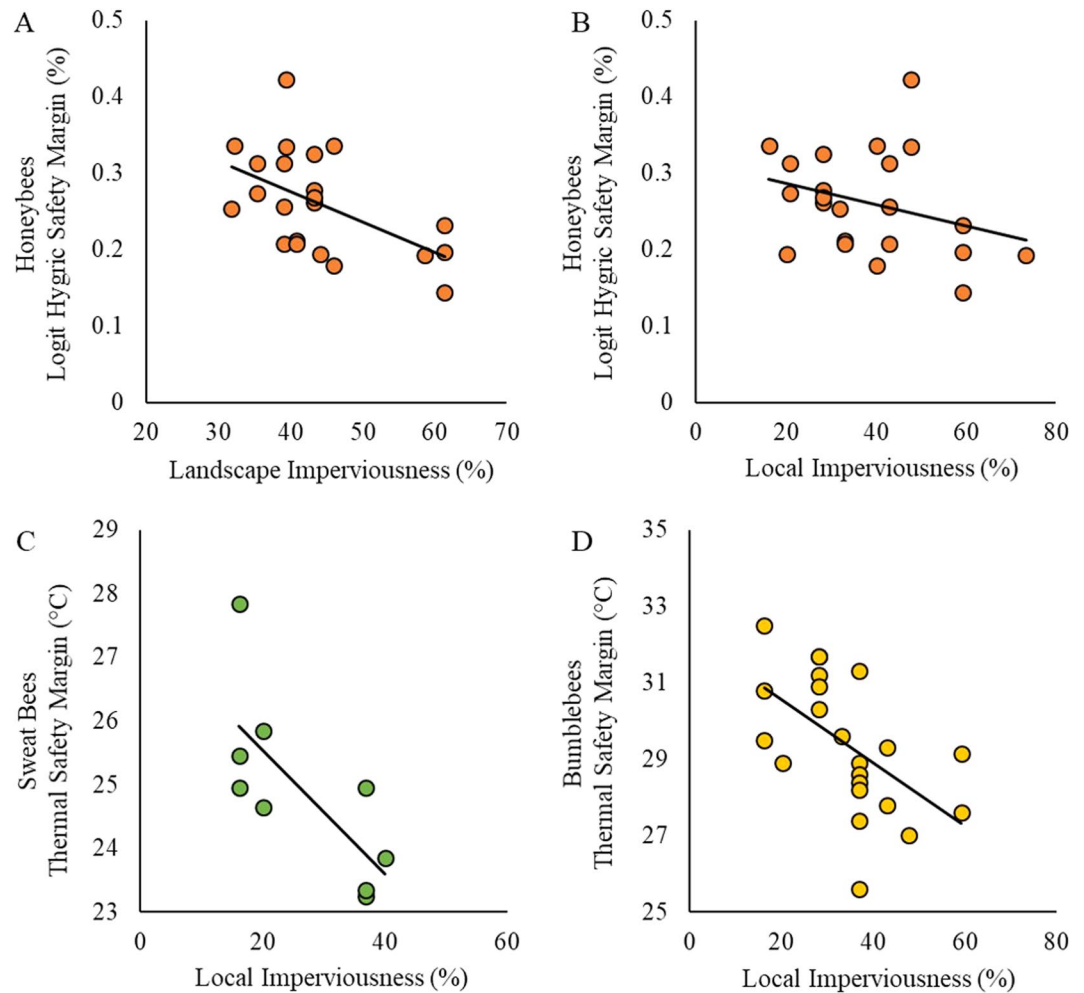 A
Honeybees
Logit Hygric Safety Margin (%)
0.5
0.4
0.3
0.2
0.1
0
20 30 40 50 60 70
Landscape Imperviousness (%)
B
Honeybees
Logit Hygric Safety Margin (%)
0.5
0.4
0.3
0.2
0.1
0
0 20 40 60 80
Local Imperviousness (%)
C
Sweat Bees
Thermal Safety Margin (°C)
29
28
27
26
25
24
23
0 20 40 60
Local Imperviousness (%)
D
Bumblebees
Thermal Safety Margin (°C)
35
33
31
29
27
25
0 20 40 60 80
Local Imperviousness (%)